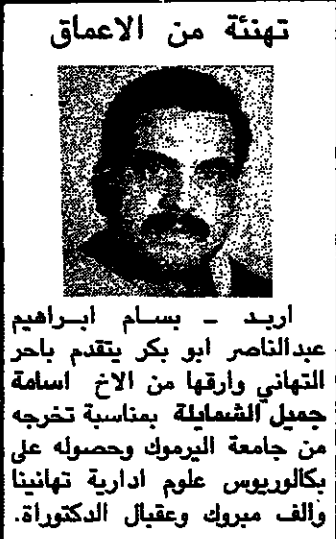 تهنئة من الاعماق
اربد - بسام ابراهيم
عبدالناصر ابو بكر يتقدم باحر
التهاني وارقها من الاخ اسامة
جميل الشمايلة بمناسبة تخرجه
من جامعة اليرموك وحصوله على
بكالوريوس علوم ادارية تهانينا
والف مبروك وعقبال الدكتوراة.